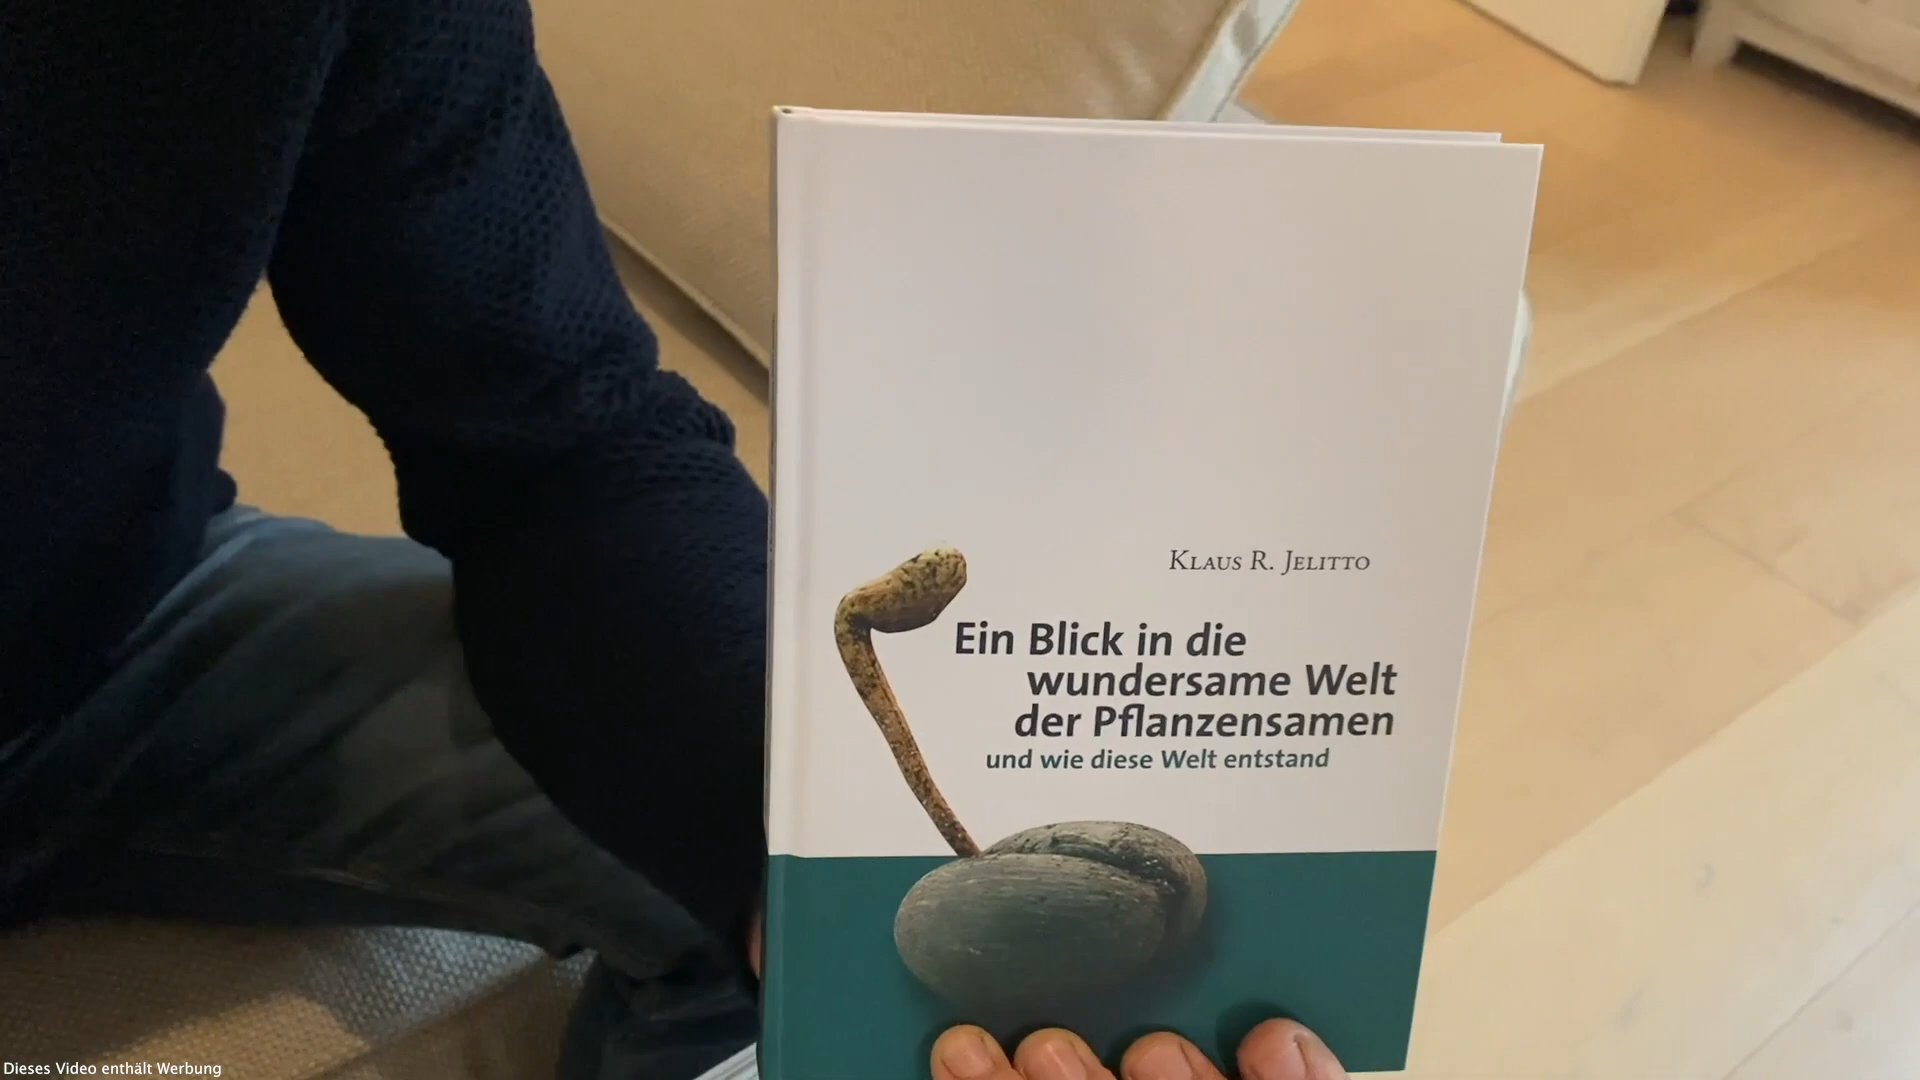 Klaus R. Jelitto
Ein Blick in die
wundersame Welt
der Pflanzensamen
und wie diese Welt entstand
Dieses Video enthält Werbung